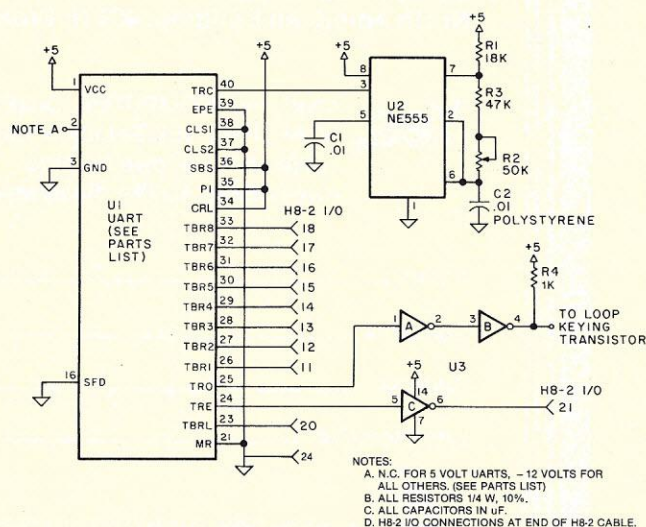 +5
1
VCC
NOTE A
2
3
GND
U1
UART
(SEE
PARTS
LIST)
16
SFD
TRC
40
EPE
39
CLS1
38
CLS2
37
SBS
36
PI
35
CRL
34
TBR8
33
TBR7
32
TBR6
31
TBR5
30
TBR4
29
TBR3
28
TBR2
27
TBR1
26
TRO
25
TRE
24
TBRL
23
MR
21
+5
H8-2 I/O
18
17
16
15
14
13
12
11
20
24
+5
8
3
5
U2
NE555
7
2
6
1
C1
.01
+5
R1
18K
R3
47K
R2
50K
C2
.01
POLYSTYRENE
1
A
2
3
B
4
+5
R4
1K
TO LOOP
KEYING
TRANSISTOR
U3
+5
14
5
C
6
7
H8-2 I/O
21
NOTES:
A. N.C. FOR 5 VOLT UARTS, - 12 VOLTS FOR
ALL OTHERS. (SEE PARTS LIST)
B. ALL RESISTORS 1/4 W, 10%.
C. ALL CAPACITORS IN uF.
D. H8-2 I/O CONNECTIONS AT END OF H8-2 CABLE.